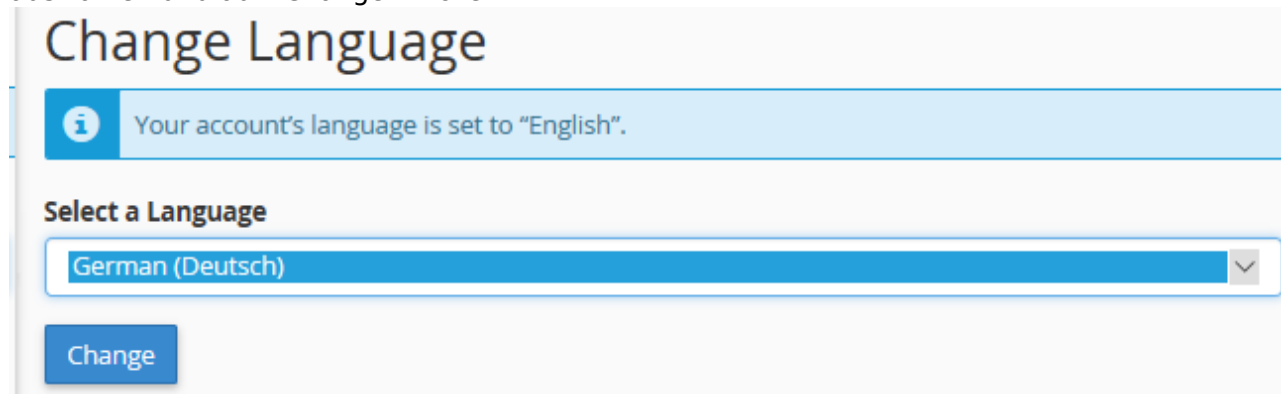 Change Language
Your account's language is set to “English”.
Select a Language
German (Deutsch)
Change